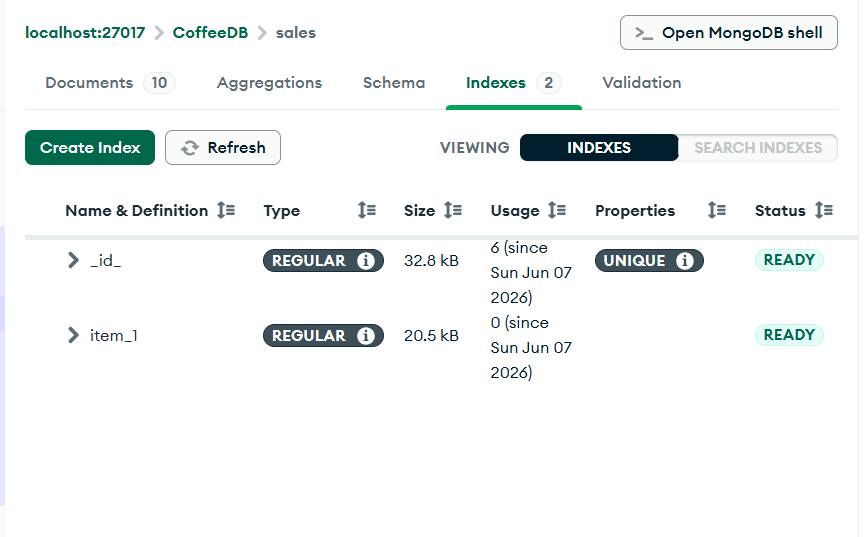 localhost:27017 > CoffeeDB > sales
>_ Open MongoDB shell
Documents 10 Aggregations Schema Indexes 2 Validation
Create Index Refresh VIEWING INDEXES SEARCH INDEXES
Name & Definition Type Size Usage Properties Status
_id_ REGULAR i 32.8 kB 6 (since Sun Jun 07 2026) UNIQUE i READY
item_1 REGULAR i 20.5 kB 0 (since Sun Jun 07 2026) READY